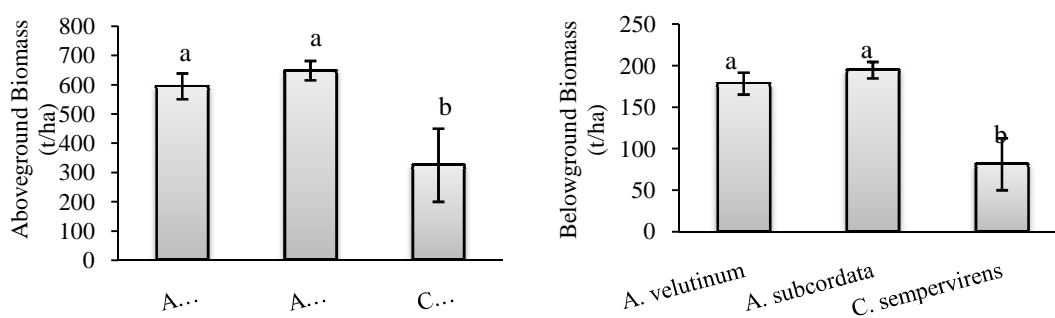 Aboveground Biomass
(t/ha)
800
700
600
500
400
300
200
100
0
a
a
b
A…
A…
C…
Belowground Biomass
(t/ha)
250
200
150
100
50
0
a
a
b
A. velutinum
A. subcordata
C. sempervirens